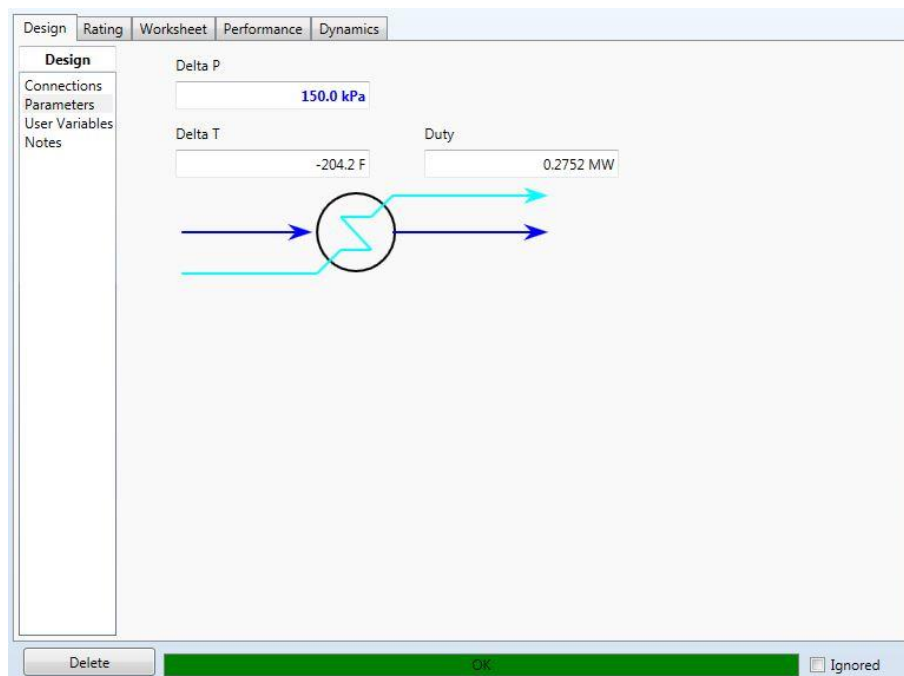 Design Rating Worksheet Performance Dynamics
Design
Connections
Parameters
User Variables
Notes
Delta P
150.0 kPa
Delta T Duty
-204.2 F 0.2752 MW
Delete OK Ignored